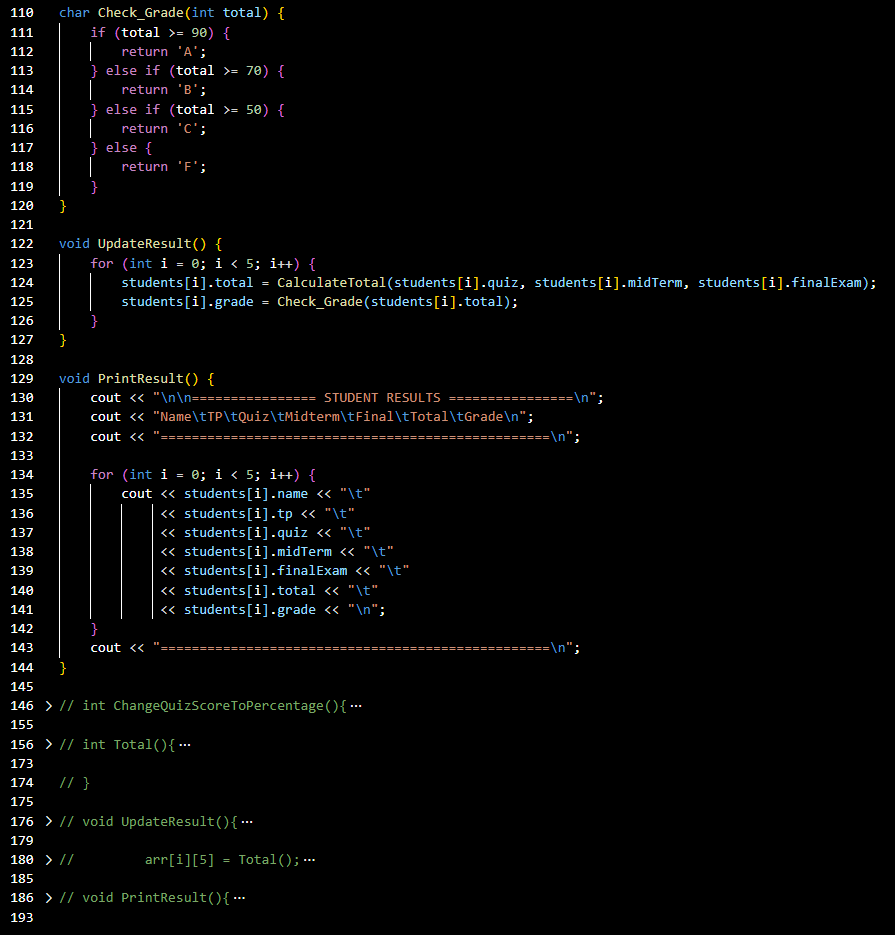 110 char Check_Grade(int total) {
111     if (total >= 90) {
112         return 'A';
113     } else if (total >= 70) {
114         return 'B';
115     } else if (total >= 50) {
116         return 'C';
117     } else {
118         return 'F';
119     }
120 }
121
122 void UpdateResult() {
123     for (int i = 0; i < 5; i++) {
124         students[i].total = CalculateTotal(students[i].quiz, students[i].midTerm, students[i].finalExam);
125         students[i].grade = Check_Grade(students[i].total);
126     }
127 }
128
129 void PrintResult() {
130     cout << "\n\n================ STUDENT RESULTS ================\n";
131     cout << "Name\tTP\tQuiz\tMidterm\tFinal\tTotal\tGrade\n";
132     cout << "==================================================\n";
133
134     for (int i = 0; i < 5; i++) {
135         cout << students[i].name << "\t"
136              << students[i].tp << "\t"
137              << students[i].quiz << "\t"
138              << students[i].midTerm << "\t"
139              << students[i].finalExam << "\t"
140              << students[i].total << "\t"
141              << students[i].grade << "\n";
142     }
143     cout << "==================================================\n";
144 }
145
146 > // int ChangeQuizScoreToPercentage(){ ···
155
156 > // int Total(){ ···
173
174 // }
175
176 > // void UpdateResult(){ ···
179
180 > //         arr[i][5] = Total(); ···
185
186 > // void PrintResult(){ ···
193